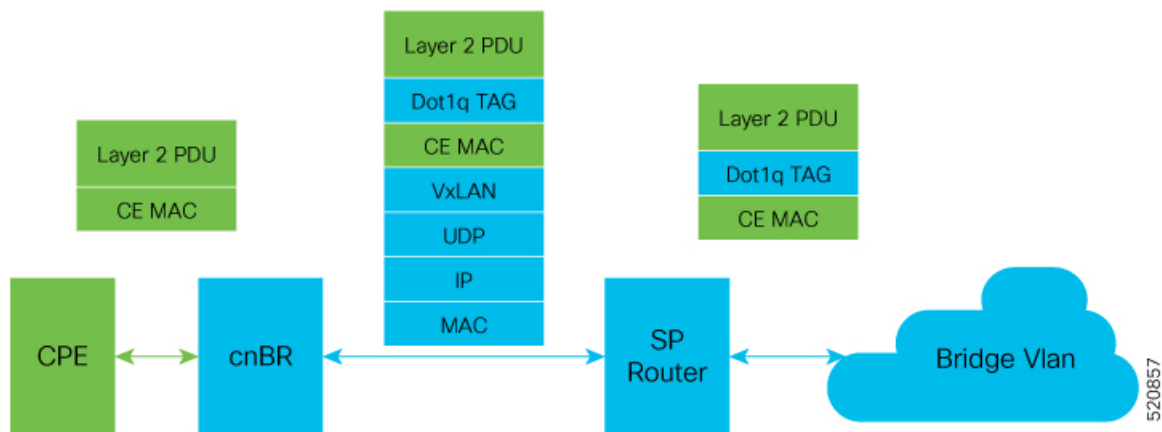 Layer 2 PDU
Dot1q TAG
CE MAC
VxLAN
UDP
IP
MAC
Layer 2 PDU
CE MAC
Layer 2 PDU
Dot1q TAG
CE MAC
CPE
cnBR
SP
Router
Bridge Vlan
520857